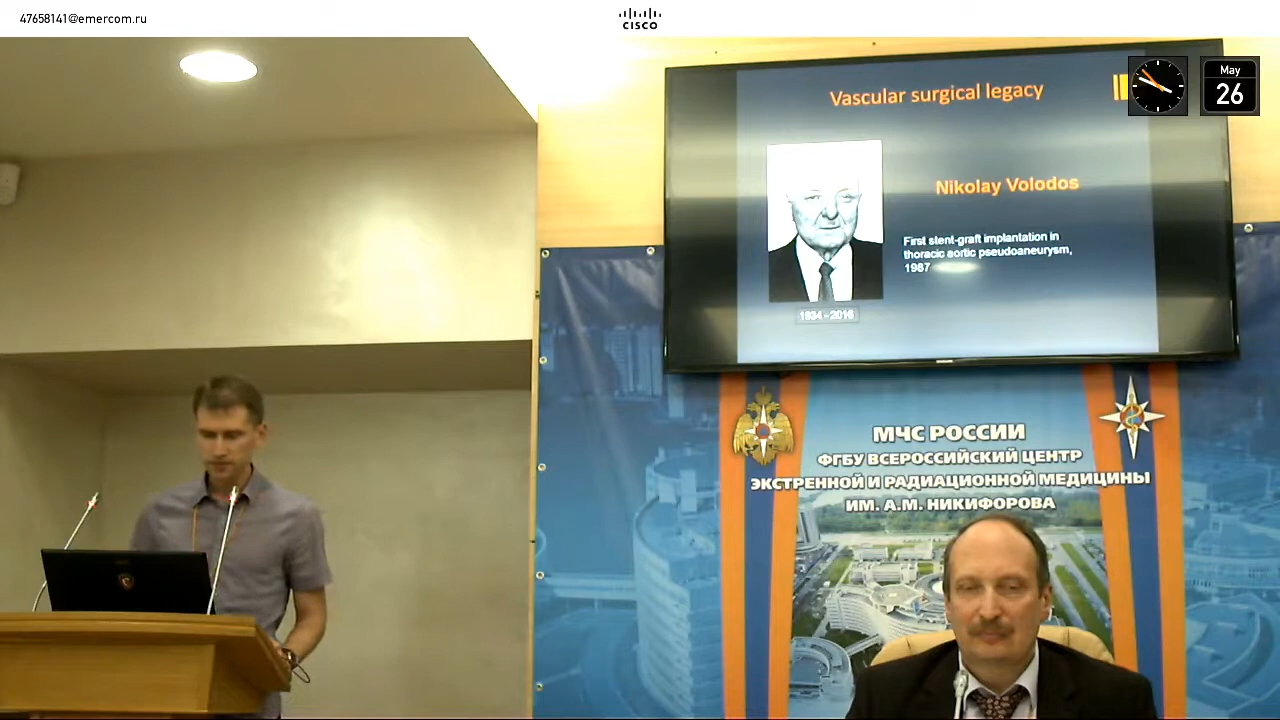 47658141@emercom.ru
CISCO
May
26
Vascular surgical legacy
Nikolay Volodos
First stent-graft implantation in
thoracic aortic pseudoaneurysm,
1987
1934 - 2016
МЧС РОССИИ
ФГБУ ВСЕРОССИЙСКИЙ ЦЕНТР
ЭКСТРЕННОЙ И РАДИАЦИОННОЙ МЕДИЦИНЫ
ИМ. А.М. НИКИФОРОВА